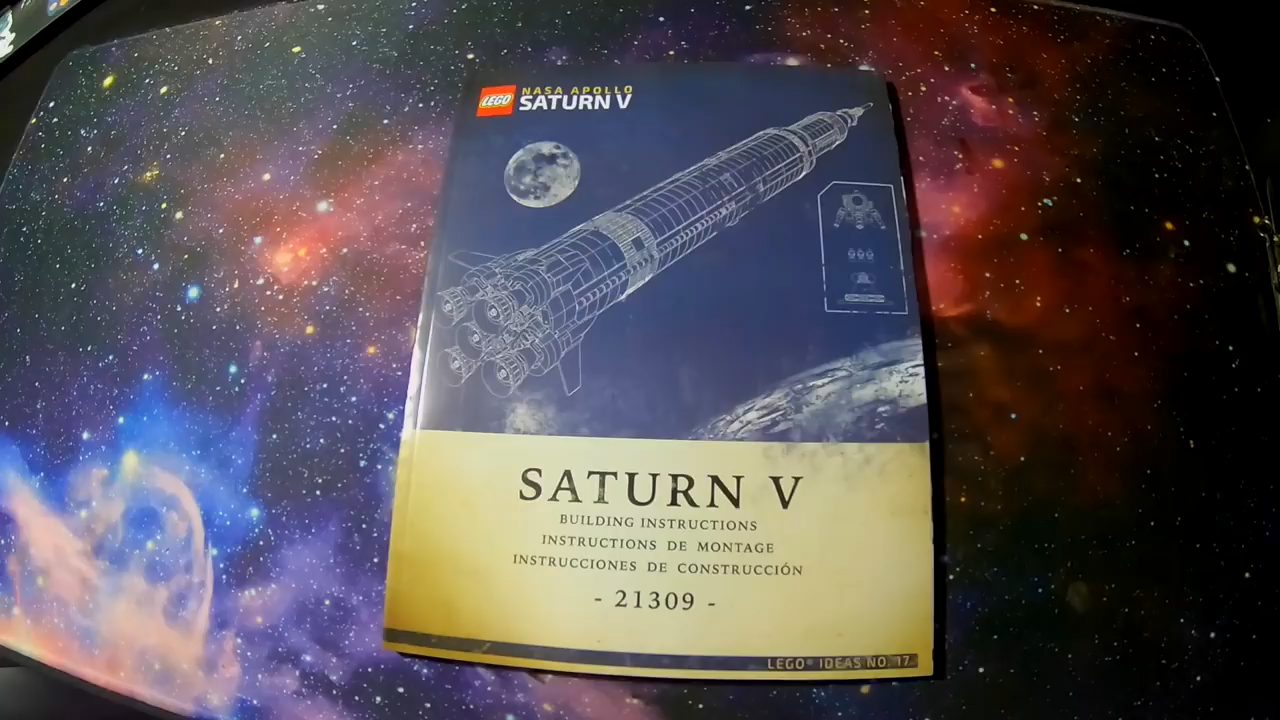 LEGO
NASA APOLLO
SATURN V
SATURN V
BUILDING INSTRUCTIONS
INSTRUCTIONS DE MONTAGE
INSTRUCCIONES DE CONSTRUCCIÓN
- 21309 -
LEGO® IDEAS NO. 17